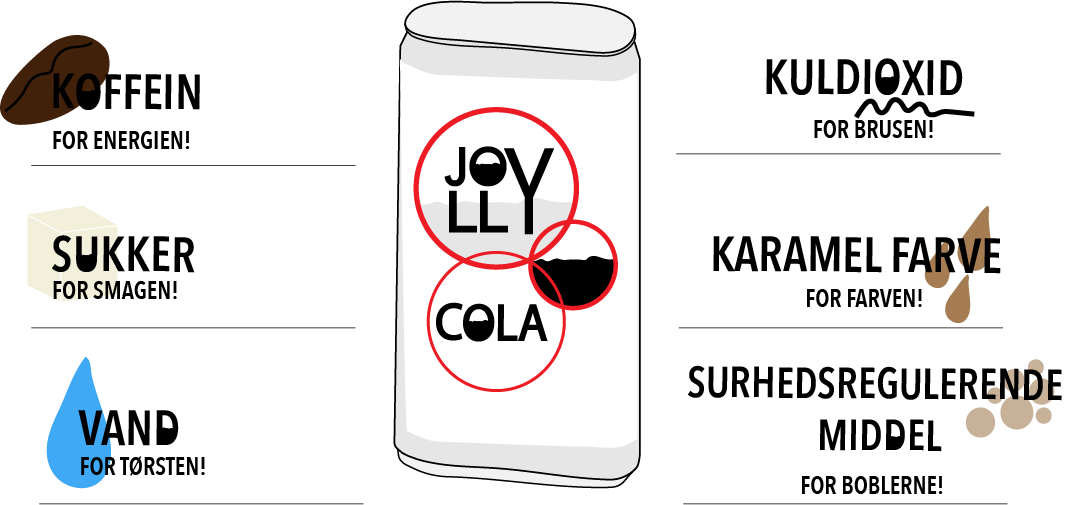 KOFFEIN
FOR ENERGIEN!
SUKKER
FOR SMAGEN!
VAND
FOR TØRSTEN!
JO
LLY
COLA
KULDIOXID
FOR BRUSEN!
KARAMEL FARVE
FOR FARVEN!
SURHEDSREGULERENDE
MIDDEL
FOR BOBLERNE!